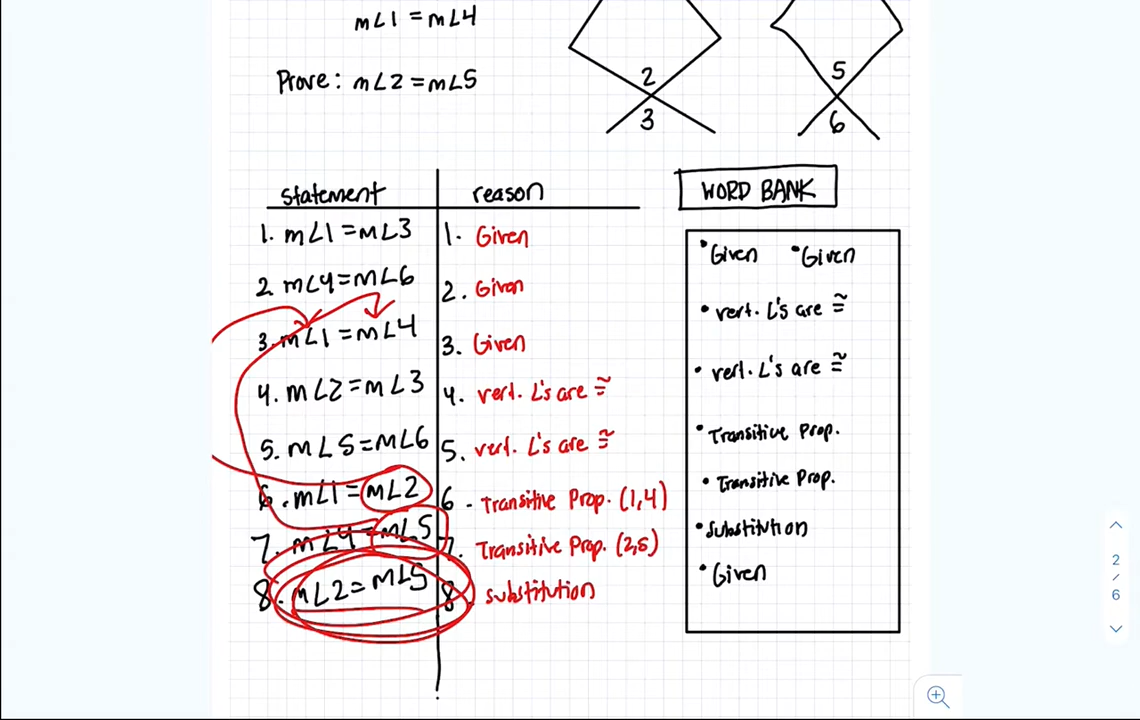 m∠1 = m∠4
Prove: m∠2 = m∠5
2
3
5
6
statement reason
1. m∠1 = m∠3 1. Given
2 m∠4 = m∠6 2. Given
3. m∠1 = m∠4 3. Given
4. m∠2 = m∠3 4. vert. ∠'s are ≅
5. m∠5 = m∠6 5. vert. ∠'s are ≅
6. m∠1 = m∠2 6 - Transitive Prop. (1,4)
7. m∠4 = m∠5 7. Transitive Prop. (2,5)
8. m∠2 = m∠5 8 substitution
WORD BANK
• Given • Given
• vert. ∠'s are ≅
• vert. ∠'s are ≅
• Transitive Prop.
• Transitive Prop.
• substitution
• Given
2
/
6